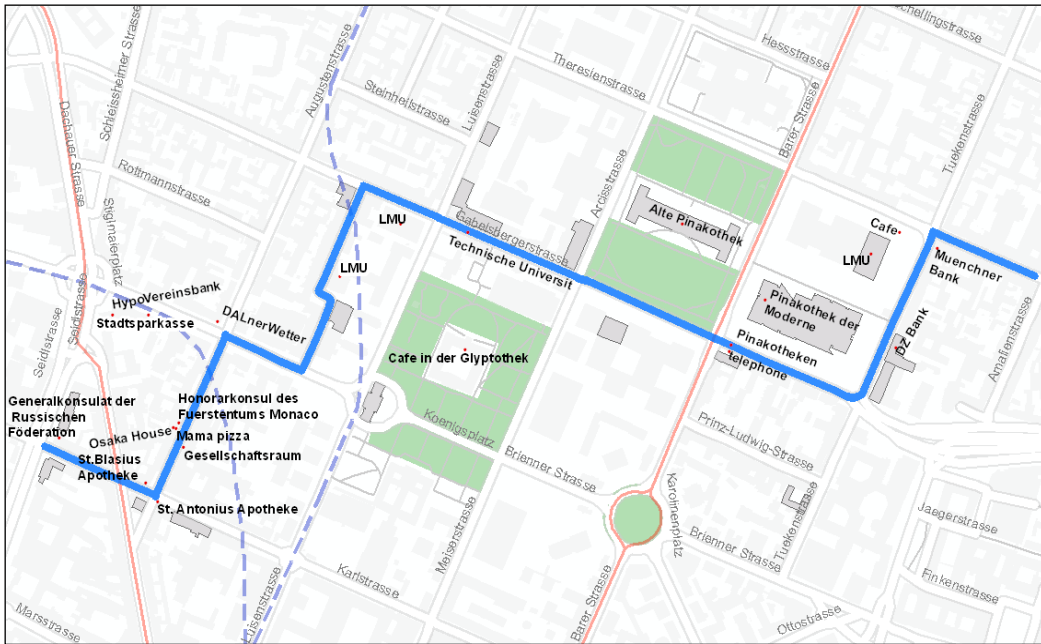 Schellingstrasse
Hessstrasse
Theresienstrasse
Augustenstrasse
Schleissheimer Strasse
Dachauer Strasse
Steinheilstrasse
Luisenstrasse
Barer Strasse
Tuekenstrasse
Rottmannstrasse
Arcisstrasse
Stiglmaierplatz
Alte Pinakothek
LMU
Gabelsbergerstrasse
Technische Universit
Cafe
LMU
Muenchner
Bank
LMU
HypoVereinsbank
Stadtsparkasse
DALnerWetter
Seidlstrasse
Seidlstrasse
Pinakothek der
Moderne
DZ Bank
Amalienstrasse
Cafe in der Glyptothek
Pinakotheken
telephone
Generalkonsulat der
Russischen
Föderation
Honorarkonsul des
Fuerstentums Monaco
Osaka House
Mama pizza
Gesellschaftsraum
St.Blasius
Apotheke
St. Antonius Apotheke
Koenigsplatz
Brienner Strasse
Prinz-Ludwig-Strasse
Karolinenplatz
Tuekenstrasse
Meiserstrasse
Brienner Strasse
Jaegerstrasse
Finkenstrasse
Karlstrasse
Luisenstrasse
Barer Strasse
Ottostrasse
Marsstrasse